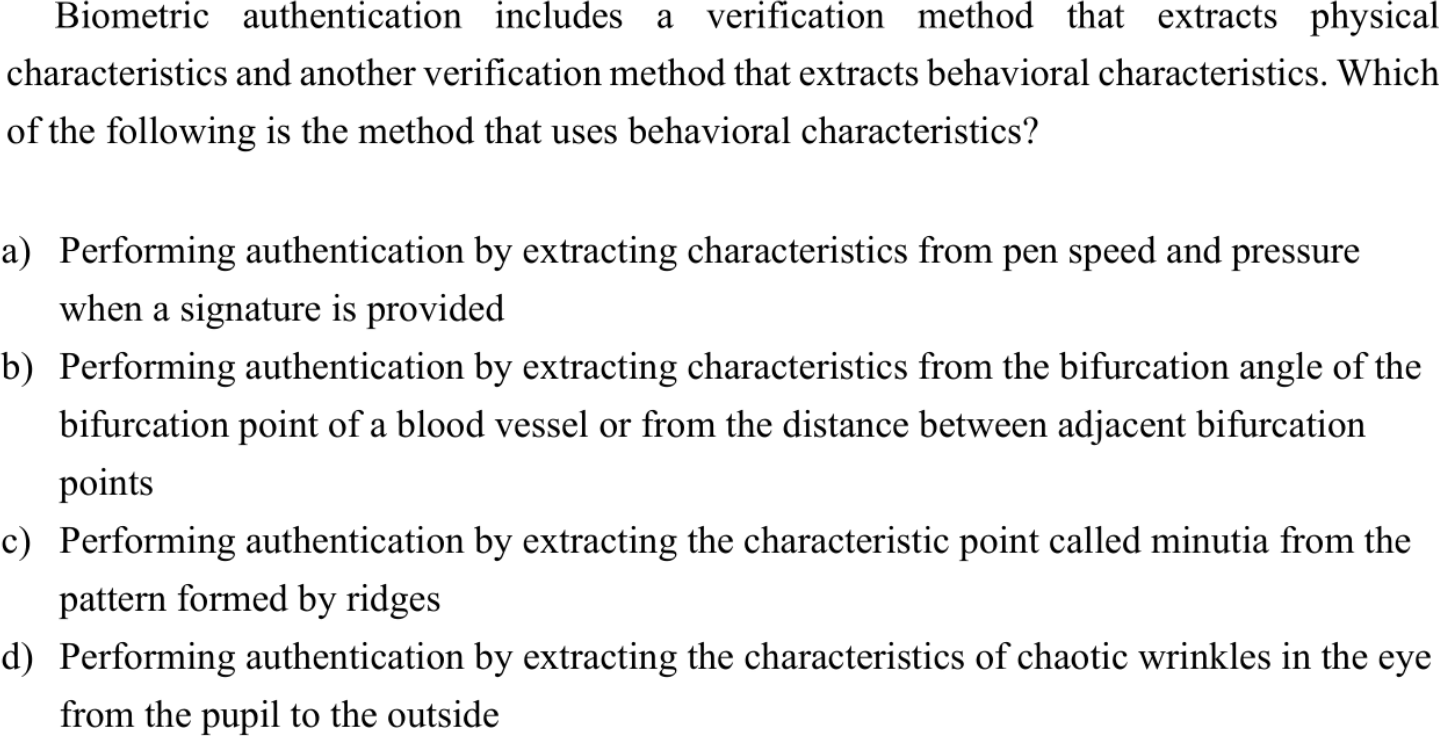 Biometric authentication includes a verification method that extracts physical
characteristics and another verification method that extracts behavioral characteristics. Which
of the following is the method that uses behavioral characteristics?
a) Performing authentication by extracting characteristics from pen speed and pressure
when a signature is provided
b) Performing authentication by extracting characteristics from the bifurcation angle of the
bifurcation point of a blood vessel or from the distance between adjacent bifurcation
points
c) Performing authentication by extracting the characteristic point called minutia from the
pattern formed by ridges
d) Performing authentication by extracting the characteristics of chaotic wrinkles in the eye
from the pupil to the outside